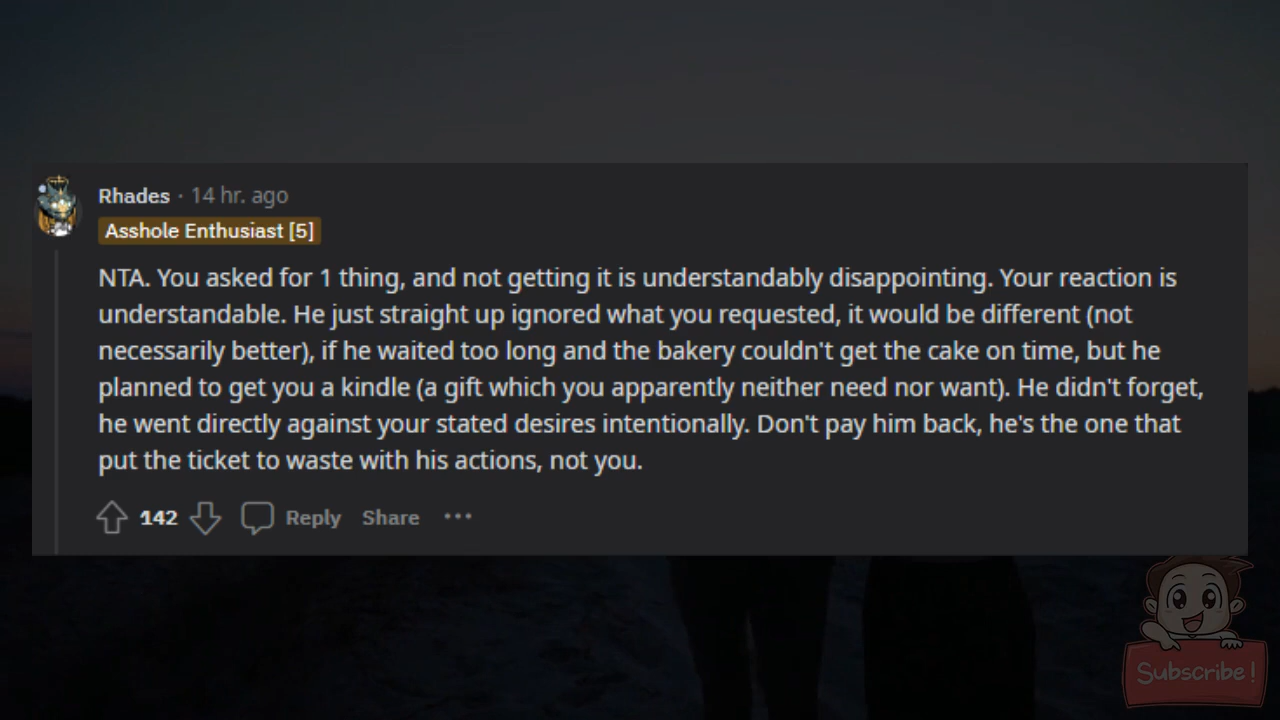 Rhades · 14 hr. ago
Asshole Enthusiast [5]
NTA. You asked for 1 thing, and not getting it is understandably disappointing. Your reaction is
understandable. He just straight up ignored what you requested, it would be different (not
necessarily better), if he waited too long and the bakery couldn't get the cake on time, but he
planned to get you a kindle (a gift which you apparently neither need nor want). He didn't forget,
he went directly against your stated desires intentionally. Don't pay him back, he's the one that
put the ticket to waste with his actions, not you.
142 Reply Share ···
Subscribe!